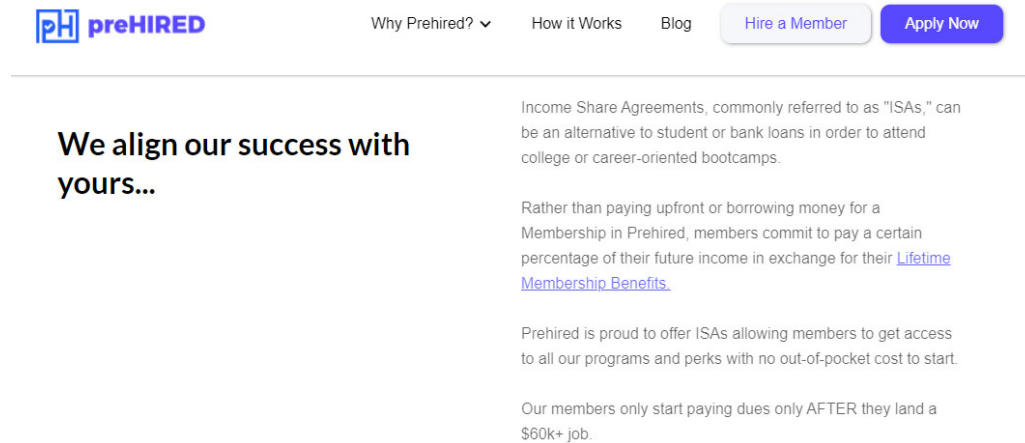 pH preHIRED
Why Prehired? How it Works Blog Hire a Member Apply Now
We align our success with
yours...
Income Share Agreements, commonly referred to as "ISAs," can
be an alternative to student or bank loans in order to attend
college or career-oriented bootcamps.
Rather than paying upfront or borrowing money for a
Membership in Prehired, members commit to pay a certain
percentage of their future income in exchange for their Lifetime
Membership Benefits.
Prehired is proud to offer ISAs allowing members to get access
to all our programs and perks with no out-of-pocket cost to start.
Our members only start paying dues only AFTER they land a
$60k+ job.